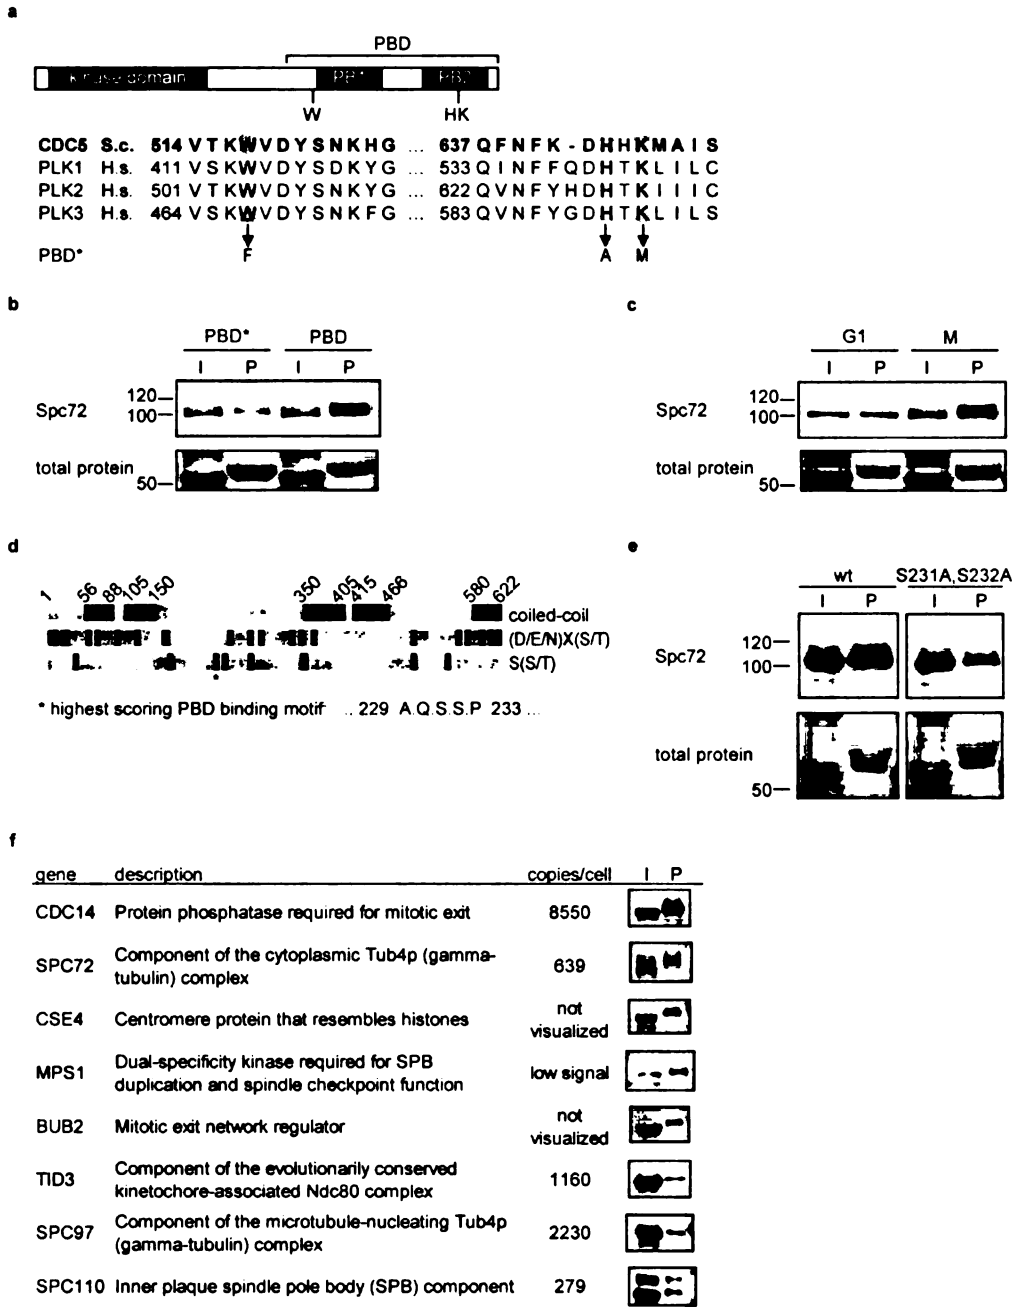 a
PBD
Kinase domain PB1 PB2
W HK
CDC5 S.c. 514 V T K W V D Y S N K H G ... 637 Q F N F K - D H H K M A I S
PLK1 H.s. 411 V S K W V D Y S D K Y G ... 533 Q I N F F Q D H T K L I L C
PLK2 H.s. 501 V T K W V D Y S N K Y G ... 622 Q V N F Y H D H T K I I I C
PLK3 H.s. 464 V S K W V D Y S N K F G ... 583 Q V N F Y G D H T K L I L S
PBD* F A M
b
PBD* PBD
I P I P
Spc72 120 100
total protein 50
c
G1 M
I P I P
Spc72 120 100
total protein 50
d
1 56 88 105 150 350 405 415 466 580 622
coiled-coil
(D/E/N)X(S/T)
S(S/T)
*
* highest scoring PBD binding motif ... 229 A.Q.S.S.P 233 ...
e
wt S231A,S232A
I P I P
Spc72 120 100
total protein 50
f
gene description copies/cell I P
CDC14 Protein phosphatase required for mitotic exit 8550
SPC72 Component of the cytoplasmic Tub4p (gamma-
tubulin) complex 639
CSE4 Centromere protein that resembles histones not
visualized
MPS1 Dual-specificity kinase required for SPB
duplication and spindle checkpoint function low signal
BUB2 Mitotic exit network regulator not
visualized
TID3 Component of the evolutionarily conserved
kinetochore-associated Ndc80 complex 1160
SPC97 Component of the microtubule-nucleating Tub4p
(gamma-tubulin) complex 2230
SPC110 Inner plaque spindle pole body (SPB) component 279